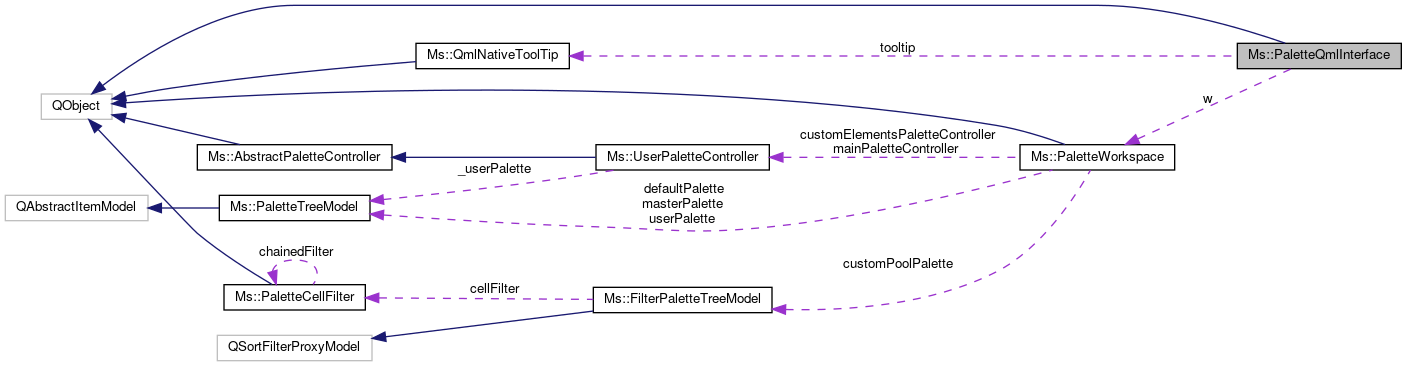 tooltip
Ms::QmlNativeToolTip
Ms::PaletteQmlInterface
QObject
w
customElementsPaletteController
mainPaletteController
Ms::AbstractPaletteController
Ms::UserPaletteController
Ms::PaletteWorkspace
_userPalette
defaultPalette
masterPalette
userPalette
QAbstractItemModel
Ms::PaletteTreeModel
chainedFilter
customPoolPalette
cellFilter
Ms::PaletteCellFilter
Ms::FilterPaletteTreeModel
QSortFilterProxyModel